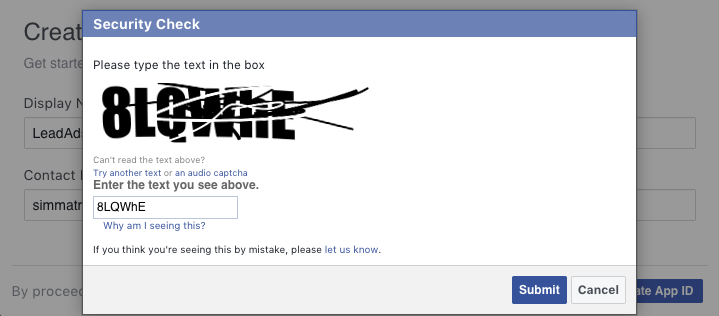 Security Check
Creat
Get starte
Please type the text in the box
8LQWhE
Display N
LeadAd
Can't read the text above?
Try another text or an audio captcha
Enter the text you see above.
Contact
8LQWhE
simmatr
Why am I seeing this?
If you think you're seeing this by mistake, please let us know.
By proceed
Submit Cancel
ate App ID